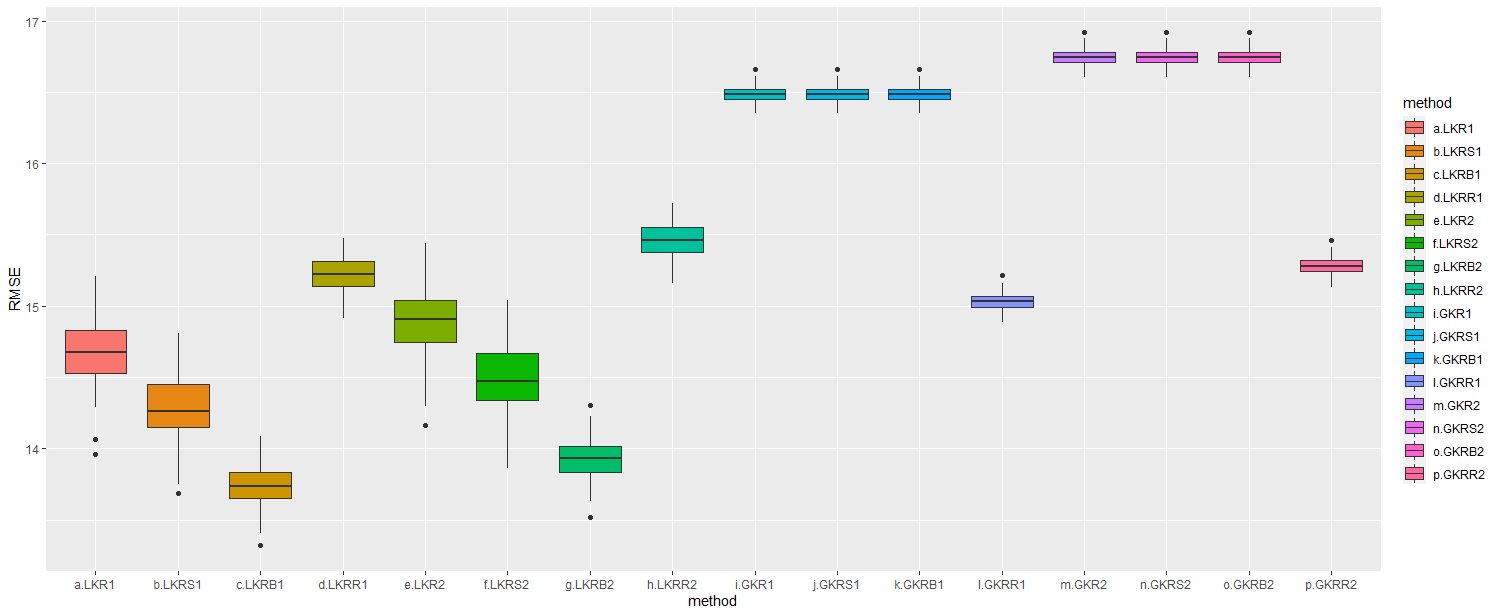 17
16
15
14
RMSE
a.LKR1 b.LKRS1 c.LKRB1 d.LKRR1 e.LKR2 f.LKRS2 g.LKRB2 h.LKRR2 i.GKR1 j.GKRS1 k.GKRB1 l.GKRR1 m.GKR2 n.GKRS2 o.GKRB2 p.GKRR2
method
method
a.LKR1
b.LKRS1
c.LKRB1
d.LKRR1
e.LKR2
f.LKRS2
g.LKRB2
h.LKRR2
i.GKR1
j.GKRS1
k.GKRB1
l.GKRR1
m.GKR2
n.GKRS2
o.GKRB2
p.GKRR2